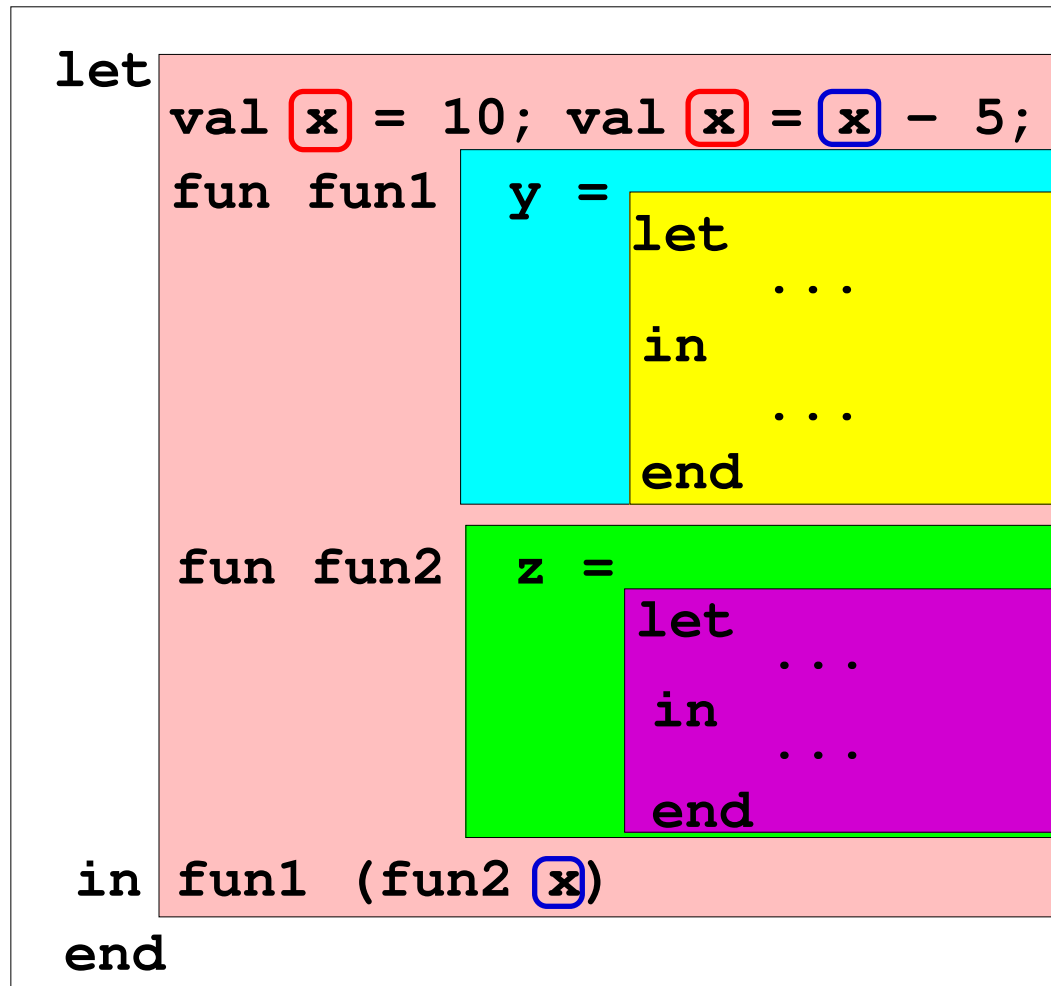 let
val x = 10; val x = x - 5;
fun fun1 y =
let
...
in
...
end
fun fun2 z =
let
...
in
...
end
in fun1 (fun2 x)
end